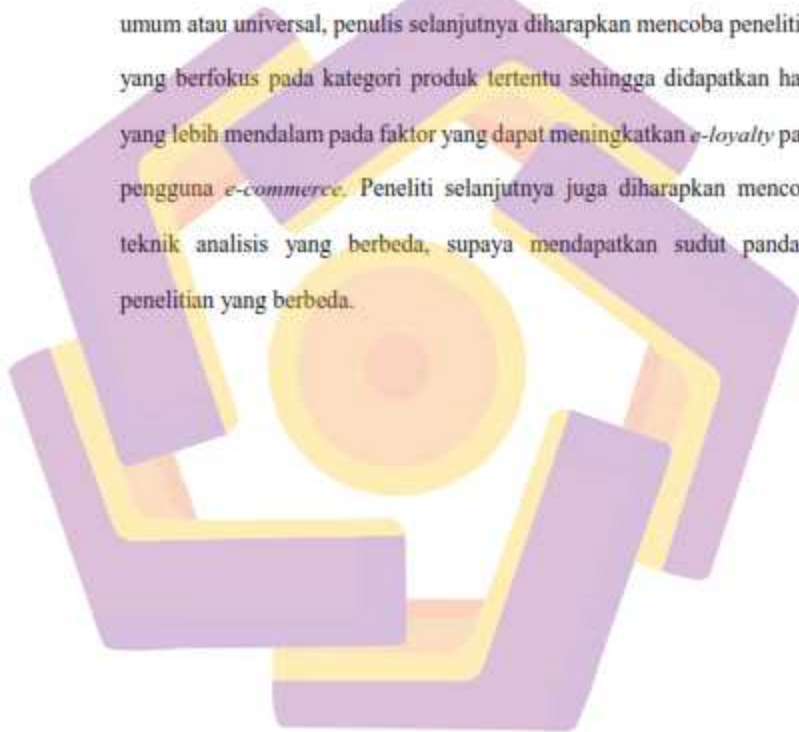 umum atau universal, penulis selanjutnya diharapkan mencoba peneliti
yang berfokus pada kategori produk tertentu sehingga didapatkan ha
yang lebih mendalam pada faktor yang dapat meningkatkan e-loyalty pa
pengguna e-commerce. Peneliti selanjutnya juga diharapkan menco
teknik analisis yang berbeda, supaya mendapatkan sudut panda
penelitian yang berbeda.